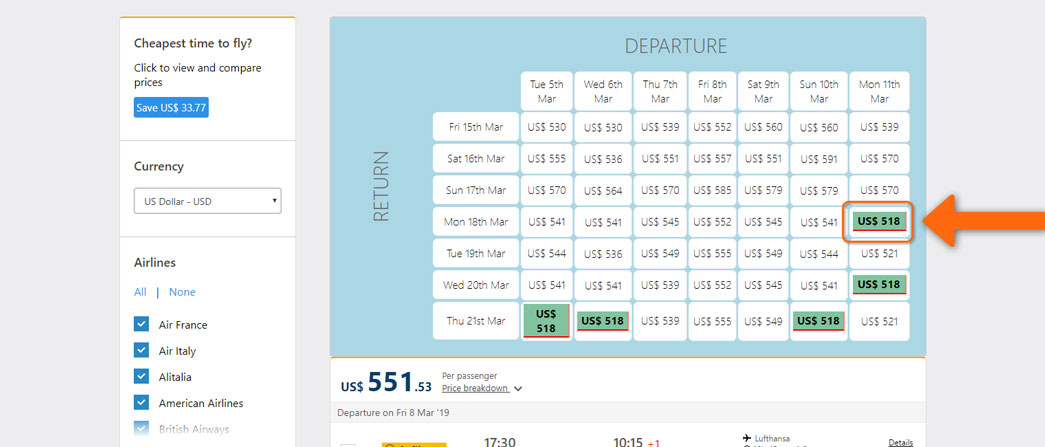 Cheapest time to fly?
Click to view and compare
prices
Save US$ 33.77
Currency
US Dollar - USD
Airlines
All | None
Air France
Air Italy
Alitalia
American Airlines
British Airways
DEPARTURE
RETURN
Tue 5th Mar Wed 6th Mar Thu 7th Mar Fri 8th Mar Sat 9th Mar Sun 10th Mar Mon 11th Mar
Fri 15th Mar US$ 530 US$ 530 US$ 539 US$ 552 US$ 560 US$ 560 US$ 539
Sat 16th Mar US$ 555 US$ 536 US$ 551 US$ 557 US$ 551 US$ 591 US$ 570
Sun 17th Mar US$ 570 US$ 564 US$ 570 US$ 585 US$ 579 US$ 579 US$ 570
Mon 18th Mar US$ 541 US$ 541 US$ 545 US$ 552 US$ 545 US$ 541 US$ 518
Tue 19th Mar US$ 544 US$ 536 US$ 549 US$ 555 US$ 549 US$ 544 US$ 521
Wed 20th Mar US$ 541 US$ 541 US$ 539 US$ 552 US$ 545 US$ 541 US$ 518
Thu 21st Mar US$ 518 US$ 518 US$ 539 US$ 555 US$ 549 US$ 518 US$ 521
US$ 551.53
Per passenger
Price breakdown
Departure on Fri 8 Mar '19
17:30 10:15 +1 Lufthansa Details